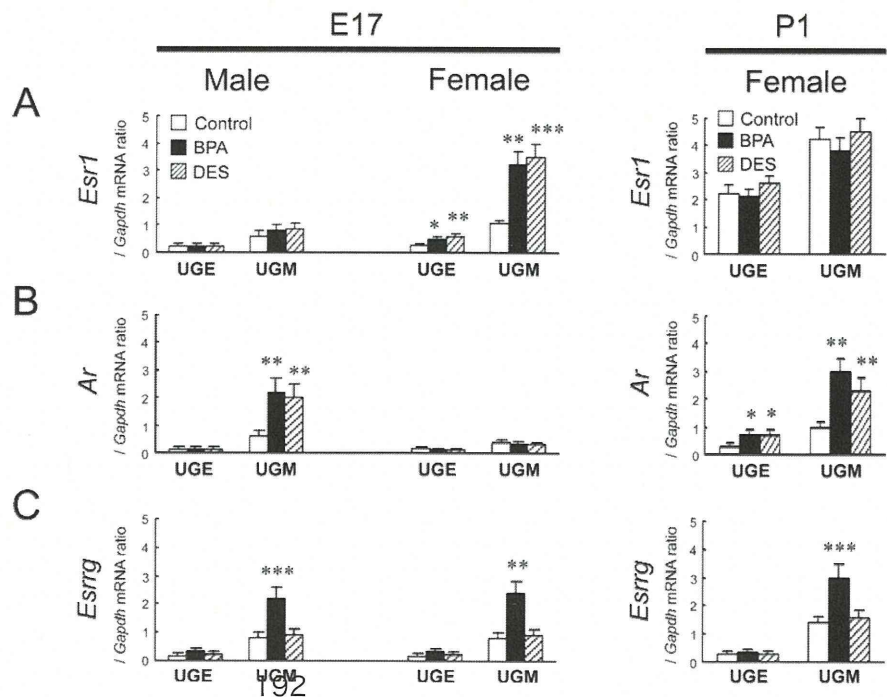 E17
P1
Male
Female
Female
A
Esr1
/ Gapdh mRNA ratio
5
4
3
2
1
0
Control
BPA
DES
* ** ** ***
UGE UGM UGE UGM
Esr1
/ Gapdh mRNA ratio
5
4
3
2
1
0
Control
BPA
DES
UGE UGM
B
Ar
/ Gapdh mRNA ratio
5
4
3
2
1
0
** **
UGE UGM UGE UGM
Ar
/ Gapdh mRNA ratio
5
4
3
2
1
0
* * ** **
UGE UGM
C
Esrrg
/ Gapdh mRNA ratio
5
4
3
2
1
0
*** **
UGE UGM UGE UGM
Esrrg
/ Gapdh mRNA ratio
5
4
3
2
1
0
***
UGE UGM
192